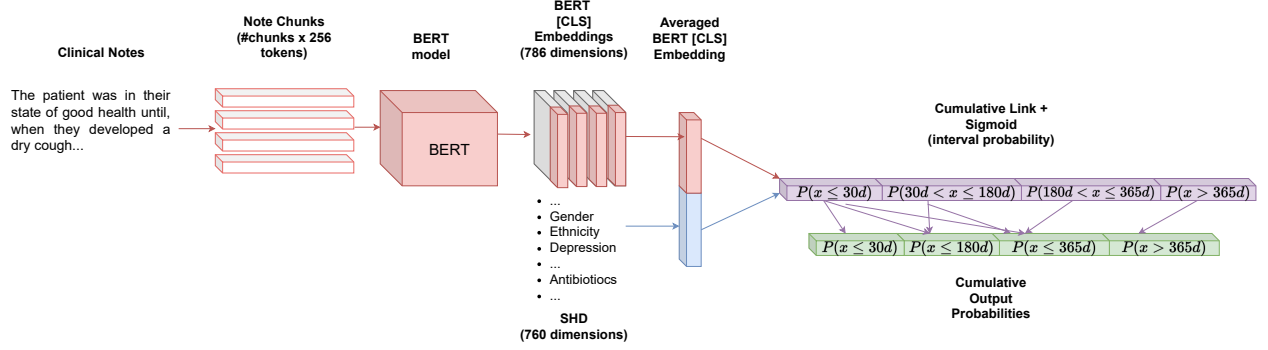 Clinical Notes
The patient was in their
state of good health until,
when they developed a
dry cough...
Note Chunks
(#chunks x 256
tokens)
BERT
model
BERT
BERT
[CLS]
Embeddings
(786 dimensions)
Averaged
BERT [CLS]
Embedding
• ...
• Gender
• Ethnicity
• Depression
• ...
• Antibiotiocs
• ...
SHD
(760 dimensions)
Cumulative Link +
Sigmoid
(interval probability)
P(x ≤ 30d) P(30d < x ≤ 180d) P(180d < x ≤ 365d) P(x > 365d)
P(x ≤ 30d) P(x ≤ 180d) P(x ≤ 365d) P(x > 365d)
Cumulative
Output
Probabilities